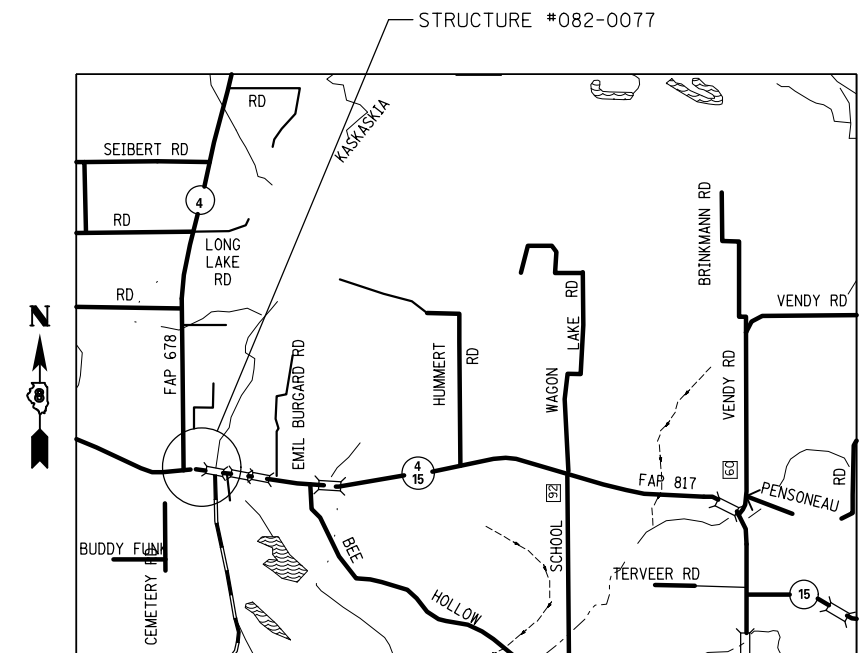 STRUCTURE #082-0077
RD
KASKASKIA
SEIBERT RD
4
RD
LONG
LAKE
RD
BRINKMANN RD
RD
RD
LAKE
WAGON
VENDY RD
N
8
FAP 678
EMIL BURGARD RD
HUMMERT
RD
VENDY RD
4
15
92
FAP 817
60
PENSONEAU
RD
BUDDY FUNK
CEMETERY RD
BEE
HOLLOW
SCHOOL
TERVEER RD
15